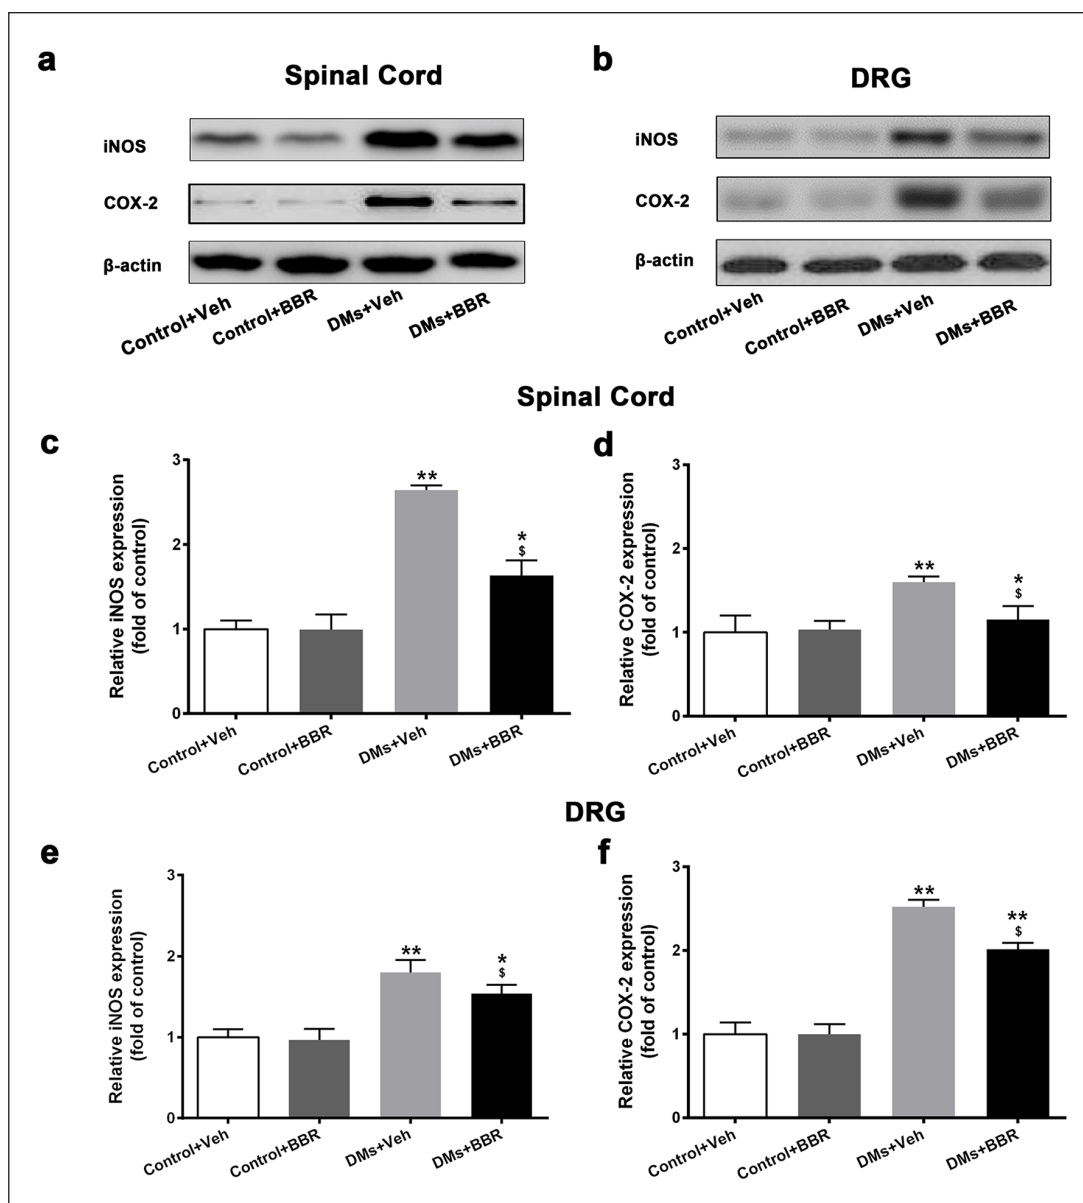 a
Spinal Cord
iNOS
COX-2
β-actin
Control+Veh
Control+BBR
DMs+Veh
DMs+BBR
b
DRG
iNOS
COX-2
β-actin
Control+Veh
Control+BBR
DMs+Veh
DMs+BBR
Spinal Cord
c
Relative iNOS expression
(fold of control)
3
2
1
0
**
*
$
Control+Veh
Control+BBR
DMs+Veh
DMs+BBR
d
Relative COX-2 expression
(fold of control)
3
2
1
0
**
*
$
Control+Veh
Control+BBR
DMs+Veh
DMs+BBR
DRG
e
Relative iNOS expression
(fold of control)
3
2
1
0
**
*
$
Control+Veh
Control+BBR
DMs+Veh
DMs+BBR
f
Relative COX-2 expression
(fold of control)
3
2
1
0
**
**
$
Control+Veh
Control+BBR
DMs+Veh
DMs+BBR